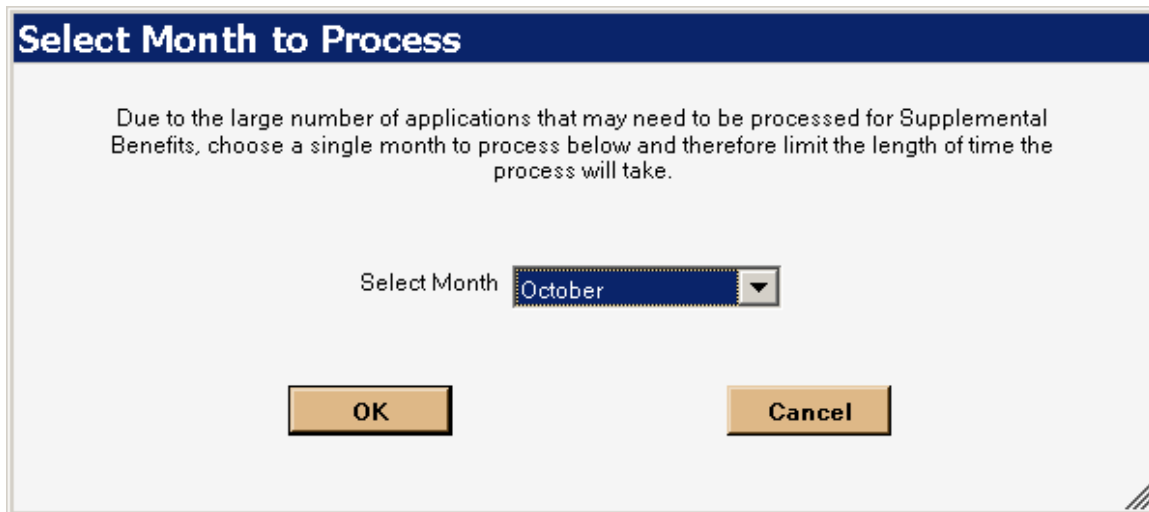 Select Month to Process
Due to the large number of applications that may need to be processed for Supplemental
Benefits, choose a single month to process below and therefore limit the length of time the
process will take.
Select Month October
OK Cancel